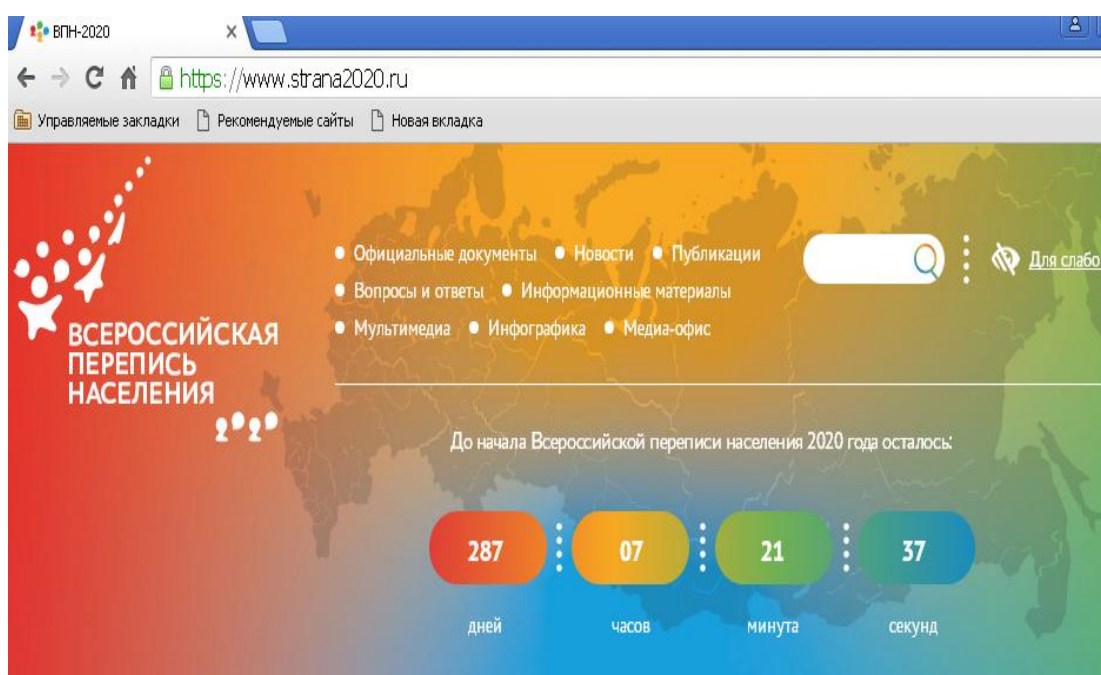 ВПН-2020
https://www.strana2020.ru
Управляемые закладки Рекомендуемые сайты Новая вкладка
ВСЕРОССИЙСКАЯ
ПЕРЕПИСЬ
НАСЕЛЕНИЯ
2020
Официальные документы Новости Публикации
Вопросы и ответы Информационные материалы
Мультимедиа Инфографика Медиа-офис
Для слабо
До начала Всероссийской переписи населения 2020 года осталось:
287 07 21 37
дней часов минута секунд